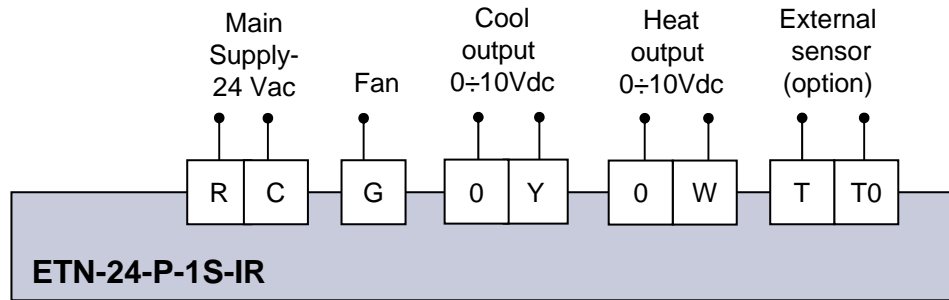 Main
Supply-
24 Vac
Fan
Cool
output
0÷10Vdc
Heat
output
0÷10Vdc
External
sensor
(option)
R C G 0 Y 0 W T T0
ETN-24-P-1S-IR